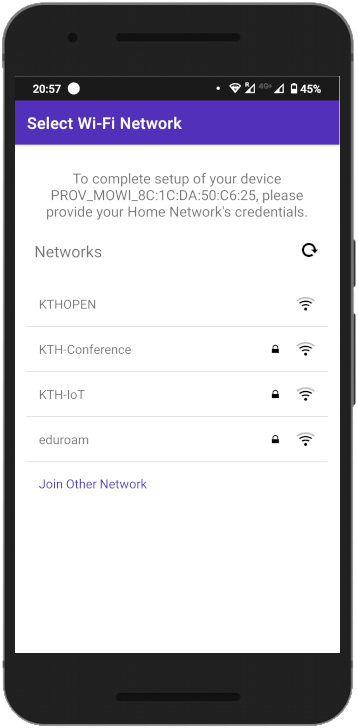 20:57 R 4G+ 45%
Select Wi-Fi Network
To complete setup of your device
PROV_MOWI_8C:1C:DA:50:C6:25, please
provide your Home Network's credentials.
Networks
KTHOPEN
KTH-Conference
KTH-IoT
eduroam
Join Other Network